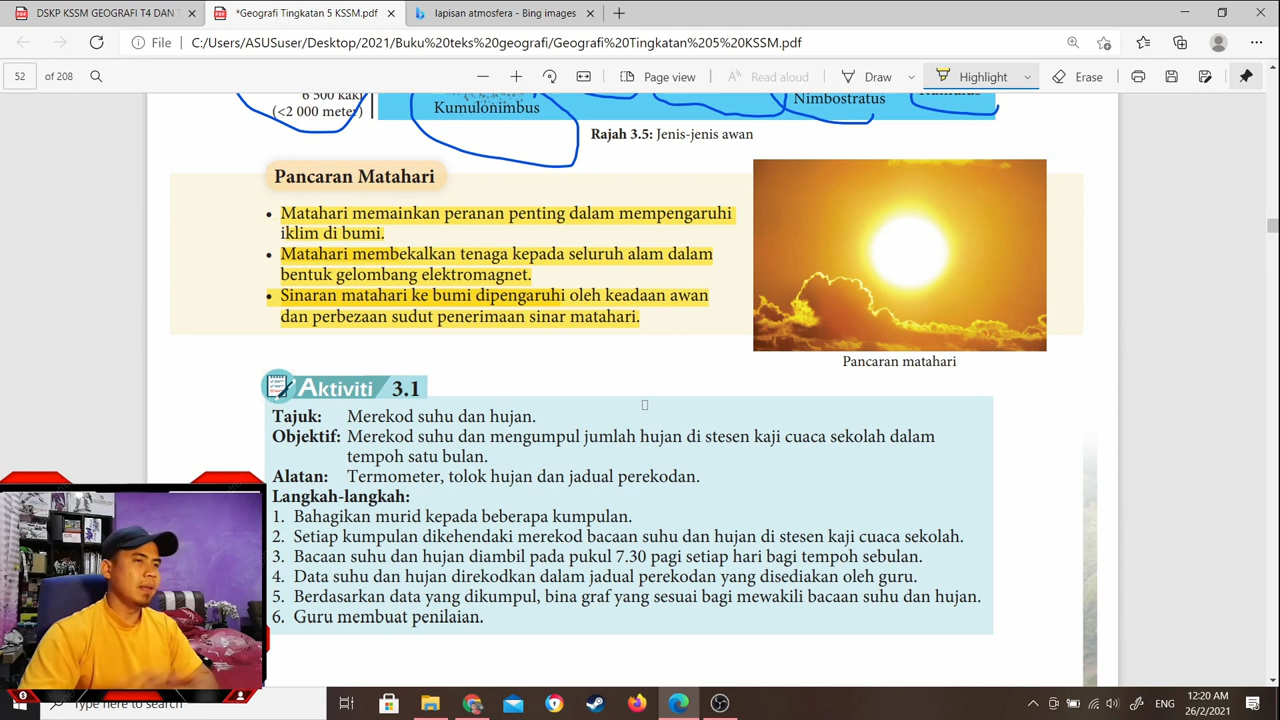 DSKP KSSM GEOGRAFI T4 DAN T
*Geografi Tingkatan 5 KSSM.pdf
lapisan atmosfera - Bing images
File
C:/Users/ASUSuser/Desktop/2021/Buku%20teks%20geografi/Geografi%20Tingkatan%205%20KSSM.pdf
52 of 208
Page view
Read aloud
Draw
Highlight
Erase
6 500 kaki
(<2 000 meter)
Kumulonimbus
Nimbostratus
Rajah 3.5: Jenis-jenis awan
Pancaran Matahari
• Matahari memainkan peranan penting dalam mempengaruhi
iklim di bumi.
• Matahari membekalkan tenaga kepada seluruh alam dalam
bentuk gelombang elektromagnet.
• Sinaran matahari ke bumi dipengaruhi oleh keadaan awan
dan perbezaan sudut penerimaan sinar matahari.
Pancaran matahari
Aktiviti 3.1
Tajuk: Merekod suhu dan hujan.
Objektif: Merekod suhu dan mengumpul jumlah hujan di stesen kaji cuaca sekolah dalam
tempoh satu bulan.
Alatan: Termometer, tolok hujan dan jadual perekodan.
Langkah-langkah:
1. Bahagikan murid kepada beberapa kumpulan.
2. Setiap kumpulan dikehendaki merekod bacaan suhu dan hujan di stesen kaji cuaca sekolah.
3. Bacaan suhu dan hujan diambil pada pukul 7.30 pagi setiap hari bagi tempoh sebulan.
4. Data suhu dan hujan direkodkan dalam jadual perekodan yang disediakan oleh guru.
5. Berdasarkan data yang dikumpul, bina graf yang sesuai bagi mewakili bacaan suhu dan hujan.
6. Guru membuat penilaian.
Type here to search
ENG
12:20 AM
26/2/2021